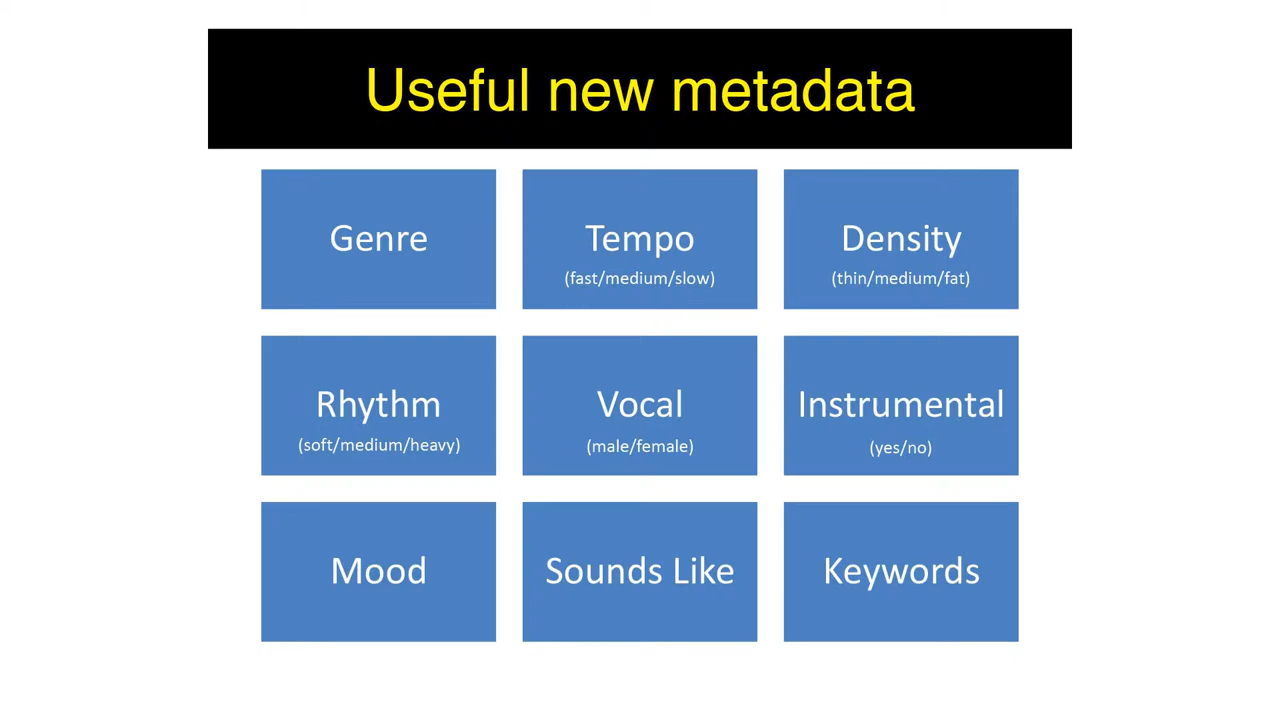 Useful new metadata
Genre
Tempo
(fast/medium/slow)
Density
(thin/medium/fat)
Rhythm
(soft/medium/heavy)
Vocal
(male/female)
Instrumental
(yes/no)
Mood
Sounds Like
Keywords